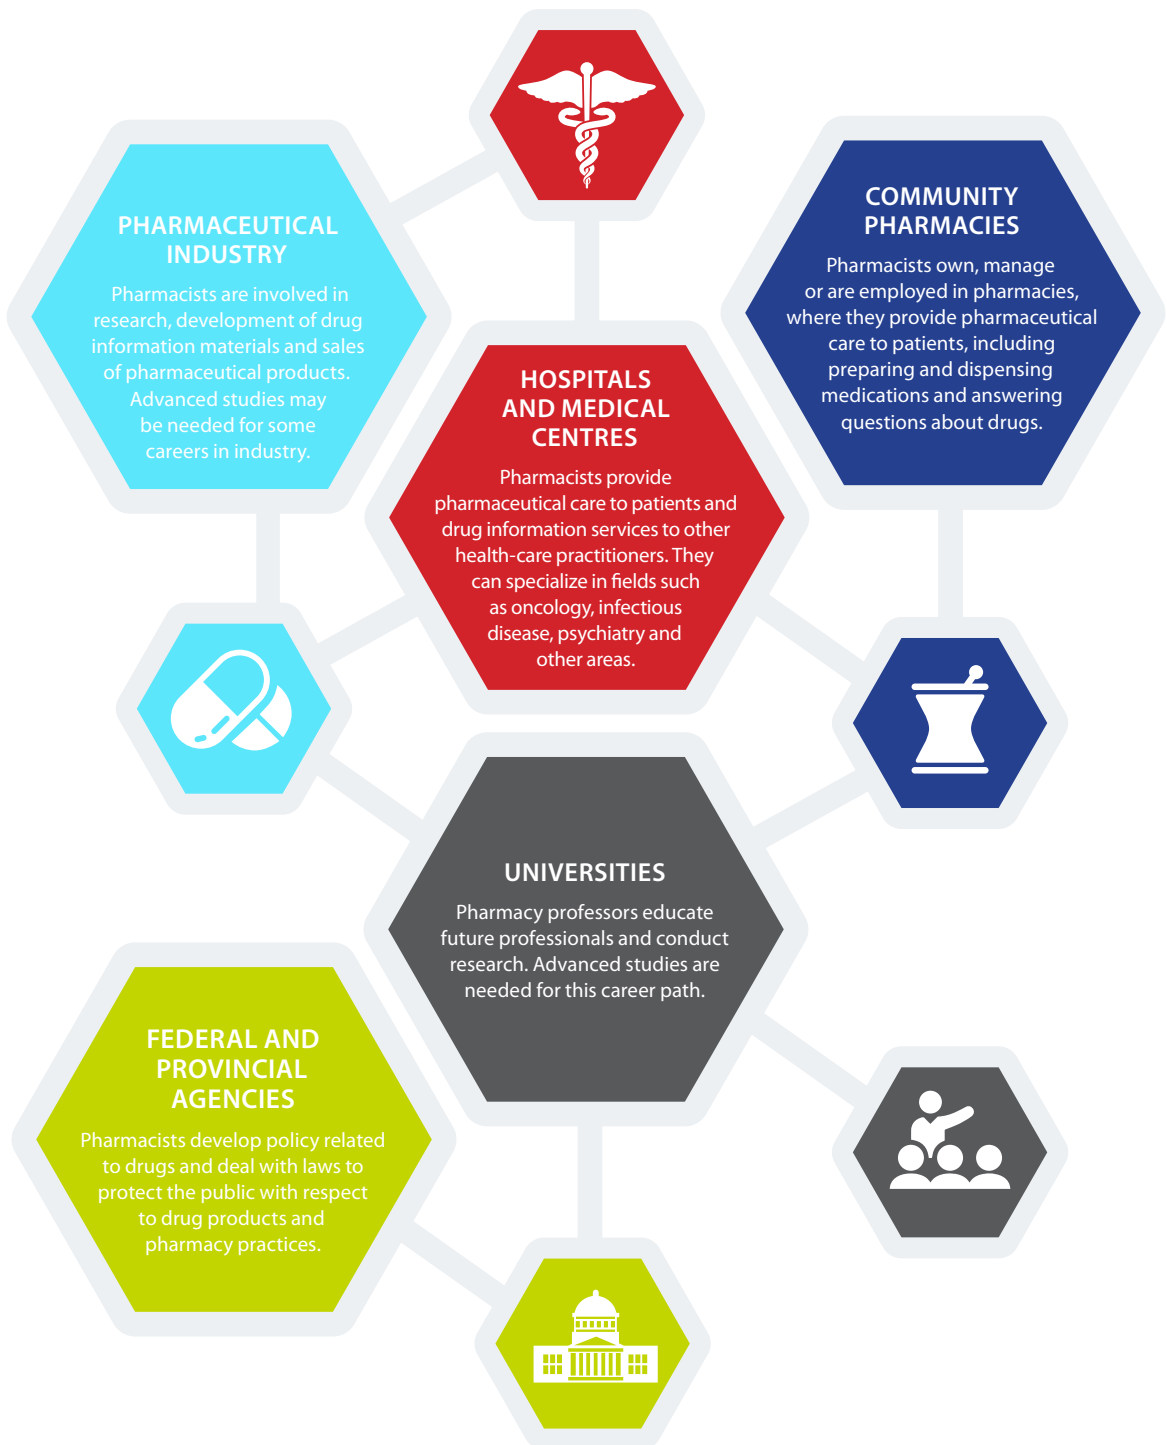 PHARMACEUTICAL
INDUSTRY
Pharmacists are involved in
research, development of drug
information materials and sales
of pharmaceutical products.
Advanced studies may
be needed for some
careers in industry.
COMMUNITY
PHARMACIES
Pharmacists own, manage
or are employed in pharmacies,
where they provide pharmaceutical
care to patients, including
preparing and dispensing
medications and answering
questions about drugs.
HOSPITALS
AND MEDICAL
CENTRES
Pharmacists provide
pharmaceutical care to patients and
drug information services to other
health-care practitioners. They
can specialize in fields such
as oncology, infectious
disease, psychiatry and
other areas.
UNIVERSITIES
Pharmacy professors educate
future professionals and conduct
research. Advanced studies are
needed for this career path.
FEDERAL AND
PROVINCIAL
AGENCIES
Pharmacists develop policy related
to drugs and deal with laws to
protect the public with respect
to drug products and
pharmacy practices.